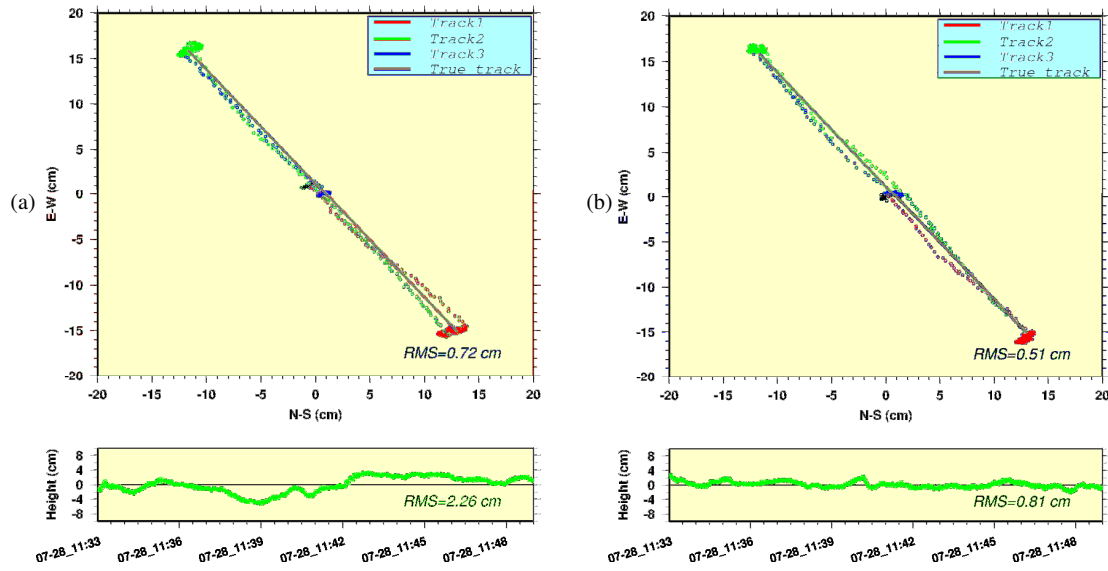 (a)
20
15
10
5
0
-5
-10
-15
-20
E-W (cm)
Track1
Track2
Track3
True track
RMS=0.72 cm
-20 -15 -10 -5 0 5 10 15 20
N-S (cm)
8
4
0
-4
-8
Height (cm)
RMS=2.26 cm
07-28_11:33 07-28_11:36 07-28_11:39 07-28_11:42 07-28_11:45 07-28_11:48
(b)
20
15
10
5
0
-5
-10
-15
-20
E-W (cm)
Track1
Track2
Track3
True track
RMS=0.51 cm
-20 -15 -10 -5 0 5 10 15 20
N-S (cm)
8
4
0
-4
-8
Height (cm)
RMS=0.81 cm
07-28_11:33 07-28_11:36 07-28_11:39 07-28_11:42 07-28_11:45 07-28_11:48